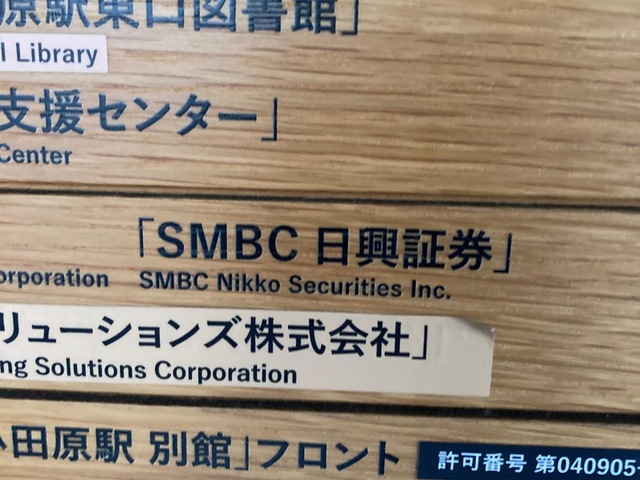 原駅東口図書館」
l Library
支援センター」
Center
「SMBC 日興証券」
orporation SMBC Nikko Securities Inc.
リューションズ株式会社」
ng Solutions Corporation
小田原駅 別館」フロント 許可番号 第040905-